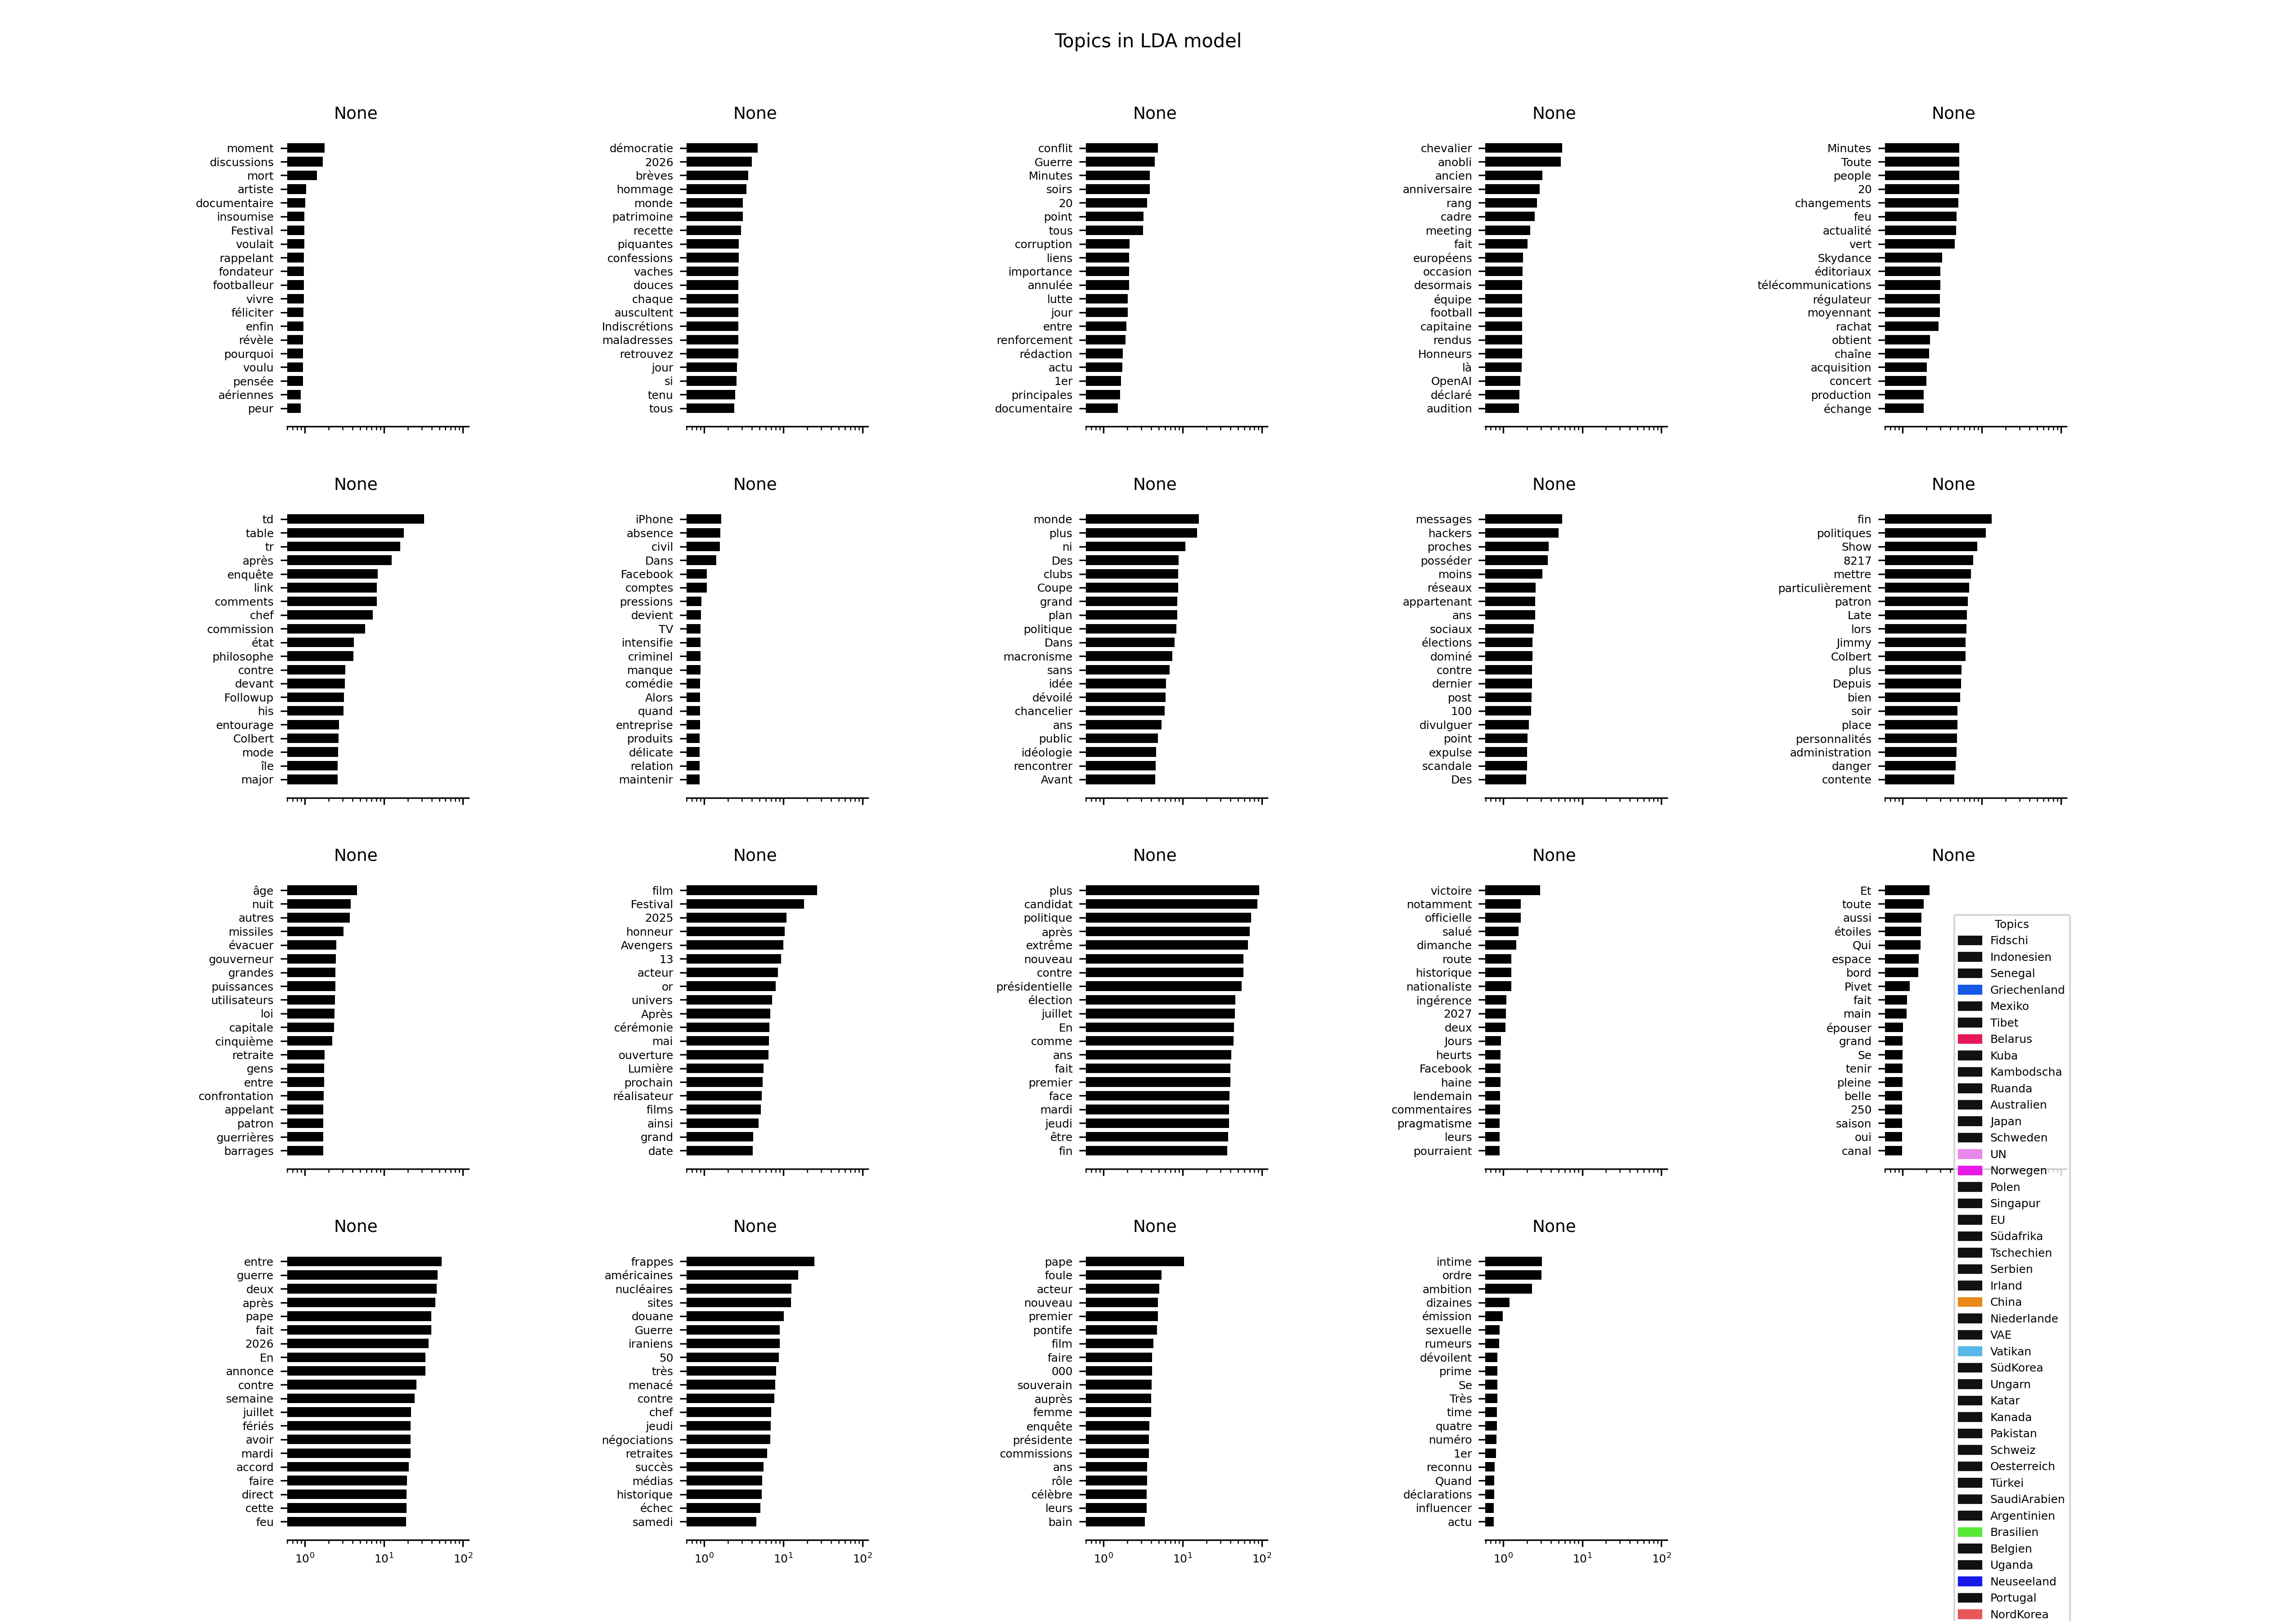 Topics in LDA model
None
moment
discussions
mort
artiste
documentaire
insoumise
Festival
voulait
rappelant
fondateur
footballeur
vivre
féliciter
enfin
révèle
pourquoi
voulu
pensée
aériennes
peur
None
démocratie
2026
brèves
hommage
monde
patrimoine
recette
piquantes
confessions
vaches
douces
chaque
auscultent
Indiscrétions
maladresses
retrouvez
jour
si
tenu
tous
None
conflit
Guerre
Minutes
soirs
20
point
tous
corruption
liens
importance
annulée
lutte
jour
entre
renforcement
rédaction
actu
1er
principales
documentaire
None
chevalier
anobli
ancien
anniversaire
rang
cadre
meeting
fait
européens
occasion
desormais
équipe
football
capitaine
rendus
Honneurs
là
OpenAI
déclaré
audition
None
Minutes
Toute
people
20
changements
feu
actualité
vert
Skydance
éditoriaux
télécommunications
régulateur
moyennant
rachat
obtient
chaîne
acquisition
concert
production
échange
None
td
table
tr
après
enquête
link
comments
chef
commission
état
philosophe
contre
devant
Followup
his
entourage
Colbert
mode
île
major
None
iPhone
absence
civil
Dans
Facebook
comptes
pressions
devient
TV
intensifie
criminel
manque
comédie
Alors
quand
entreprise
produits
délicate
relation
maintenir
None
monde
plus
ni
Des
clubs
Coupe
grand
plan
politique
Dans
macronisme
sans
idée
dévoilé
chancelier
ans
public
idéologie
rencontrer
Avant
None
messages
hackers
proches
posséder
moins
réseaux
appartenant
ans
sociaux
élections
dominé
contre
dernier
post
100
divulguer
point
expulse
scandale
Des
None
fin
politiques
Show
8217
mettre
particulièrement
patron
Late
lors
Jimmy
Colbert
plus
Depuis
bien
soir
place
personnalités
administration
danger
contente
None
âge
nuit
autres
missiles
évacuer
gouverneur
grandes
puissances
utilisateurs
loi
capitale
cinquième
retraite
gens
entre
confrontation
appelant
patron
guerrières
barrages
None
film
Festival
2025
honneur
Avengers
13
acteur
or
univers
Après
cérémonie
mai
ouverture
Lumière
prochain
réalisateur
films
ainsi
grand
date
None
plus
candidat
politique
après
extrême
nouveau
contre
présidentielle
élection
juillet
En
comme
ans
fait
premier
face
mardi
jeudi
être
fin
None
victoire
notamment
officielle
salué
dimanche
route
historique
nationaliste
ingérence
2027
deux
Jours
heurts
Facebook
haine
lendemain
commentaires
pragmatisme
leurs
pourraient
None
Et
toute
aussi
étoiles
Qui
espace
bord
Pivet
fait
main
épouser
grand
Se
tenir
pleine
belle
250
saison
oui
canal
None
entre
guerre
deux
après
pape
fait
2026
En
annonce
contre
semaine
juillet
fériés
avoir
mardi
accord
faire
direct
cette
feu
10⁰ 10¹ 10²
None
frappes
américaines
nucléaires
sites
douane
Guerre
iraniens
50
très
menacé
contre
chef
jeudi
négociations
retraites
succès
médias
historique
échec
samedi
10⁰ 10¹ 10²
None
pape
foule
acteur
nouveau
premier
pontife
film
faire
000
souverain
auprès
femme
enquête
présidente
commissions
ans
rôle
célèbre
leurs
bain
10⁰ 10¹ 10²
None
intime
ordre
ambition
dizaines
émission
sexuelle
rumeurs
dévoilent
prime
Se
Très
time
quatre
numéro
1er
reconnu
Quand
déclarations
influencer
actu
10⁰ 10¹ 10²
Topics
Fidschi
Indonesien
Senegal
Griechenland
Mexiko
Tibet
Belarus
Kuba
Kambodscha
Ruanda
Australien
Japan
Schweden
UN
Norwegen
Polen
Singapur
EU
Südafrika
Tschechien
Serbien
Irland
China
Niederlande
VAE
Vatikan
SüdKorea
Ungarn
Katar
Kanada
Pakistan
Schweiz
Oesterreich
Türkei
SaudiArabien
Argentinien
Brasilien
Belgien
Uganda
Neuseeland
Portugal
NordKorea